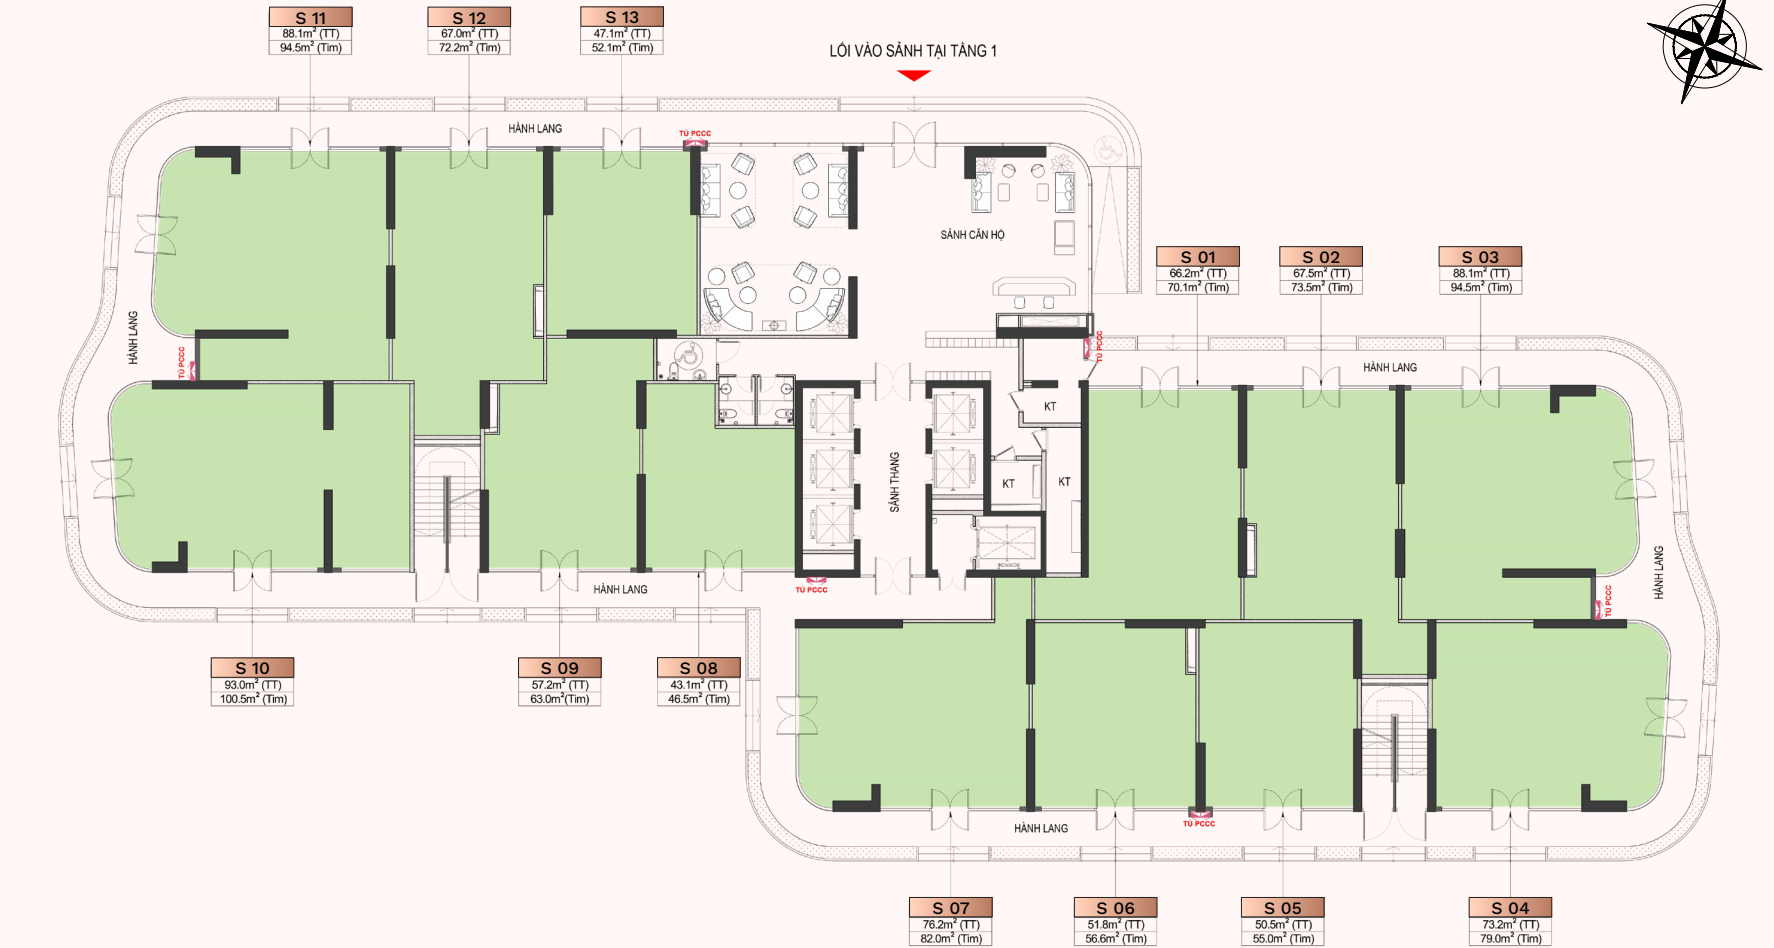 S 11
88.1m² (TT)
94.5m² (Tim)
S 12
67.0m² (TT)
72.2m² (Tim)
S 13
47.1m² (TT)
52.1m² (Tim)
LỐI VÀO SẢNH TẠI TẦNG 1
HÀNH LANG
TỦ PCCC
SẢNH CĂN HỘ
S 01
66.2m² (TT)
70.1m² (Tim)
S 02
67.5m² (TT)
73.5m² (Tim)
S 03
88.1m² (TT)
94.5m² (Tim)
HÀNH LANG
TỦ PCCC
TỦ PCCC
HÀNH LANG
KT
KT
KT
SẢNH THANG
HÀNH LANG
TỦ PCCC
HÀNH LANG
TỦ PCCC
S 10
93.0m² (TT)
100.5m² (Tim)
S 09
57.2m² (TT)
63.0m² (Tim)
S 08
43.1m² (TT)
46.5m² (Tim)
HÀNH LANG
TỦ PCCC
S 07
76.2m² (TT)
82.0m² (Tim)
S 06
51.8m² (TT)
56.6m² (Tim)
S 05
50.5m² (TT)
55.0m² (Tim)
S 04
73.2m² (TT)
79.0m² (Tim)